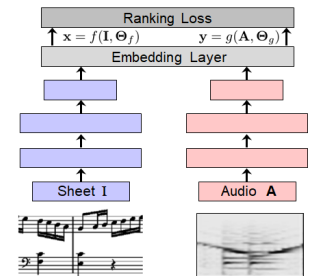 Ranking Loss
x = f(I, Θ_f) y = g(A, Θ_g)
Embedding Layer
Sheet I Audio A